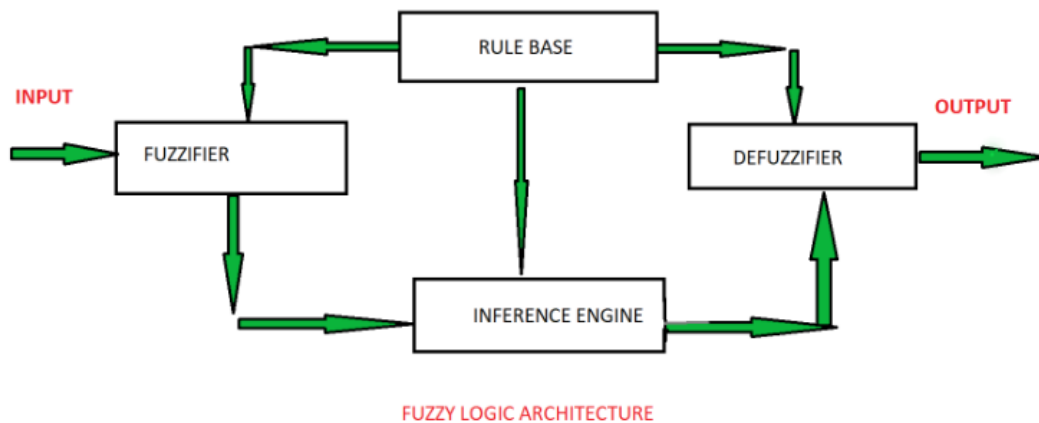 RULE BASE
INPUT
OUTPUT
FUZZIFIER
DEFUZZIFIER
INFERENCE ENGINE
FUZZY LOGIC ARCHITECTURE